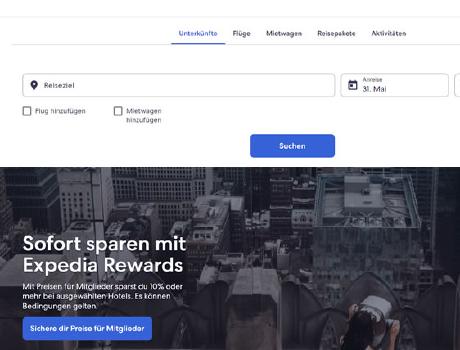 Unterkünfte Flüge Mietwagen Reisepakete Aktivitäten
Reiseziel
Anreise
31. Mai
Flug hinzufügen
Mietwagen
hinzufügen
Suchen
Sofort sparen mit
Expedia Rewards
Mit Preisen für Mitglieder sparst du 10% oder
mehr bei ausgewählten Hotels. Es können
Bedingungen gelten.
Sichere dir Preise für Mitglieder